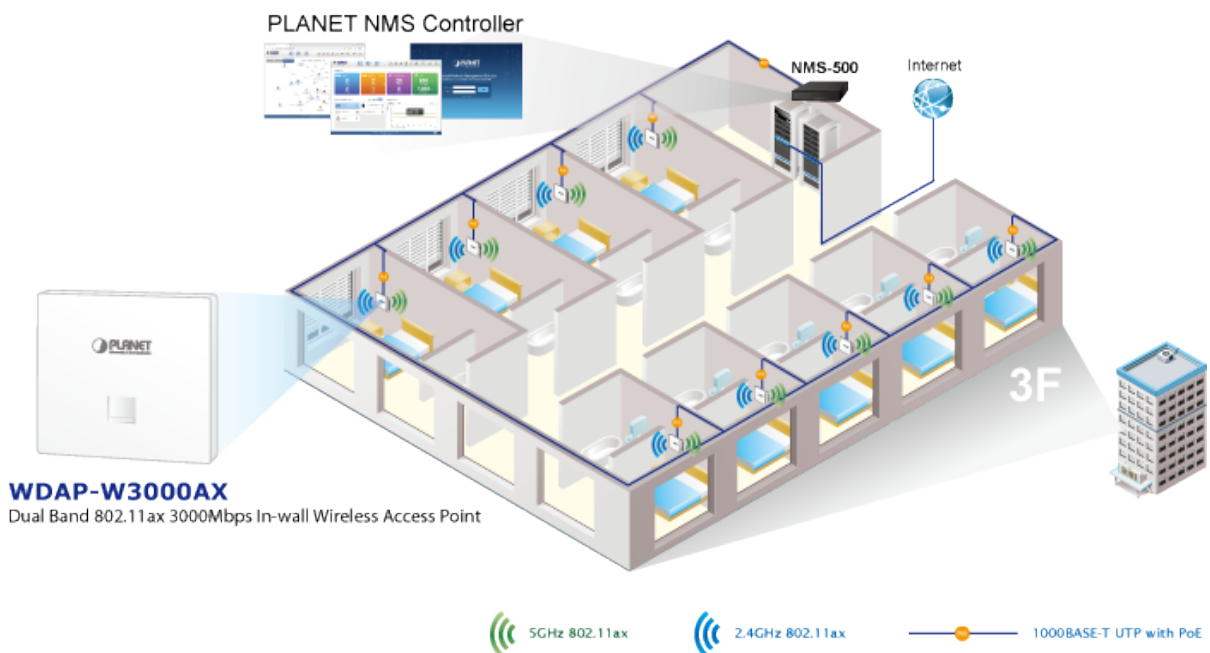 PLANET NMS Controller
NMS-500
Internet
PLANET
PLANET
3F
WDAP-W3000AX
Dual Band 802.11ax 3000Mbps In-wall Wireless Access Point
5GHz 802.11ax
2.4GHz 802.11ax
1000BASE-T UTP with PoE